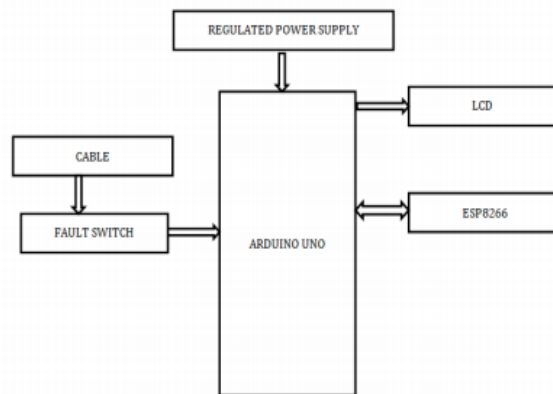 REGULATED POWER SUPPLY
LCD
CABLE
ESP8266
FAULT SWITCH
ARDUINO UNO